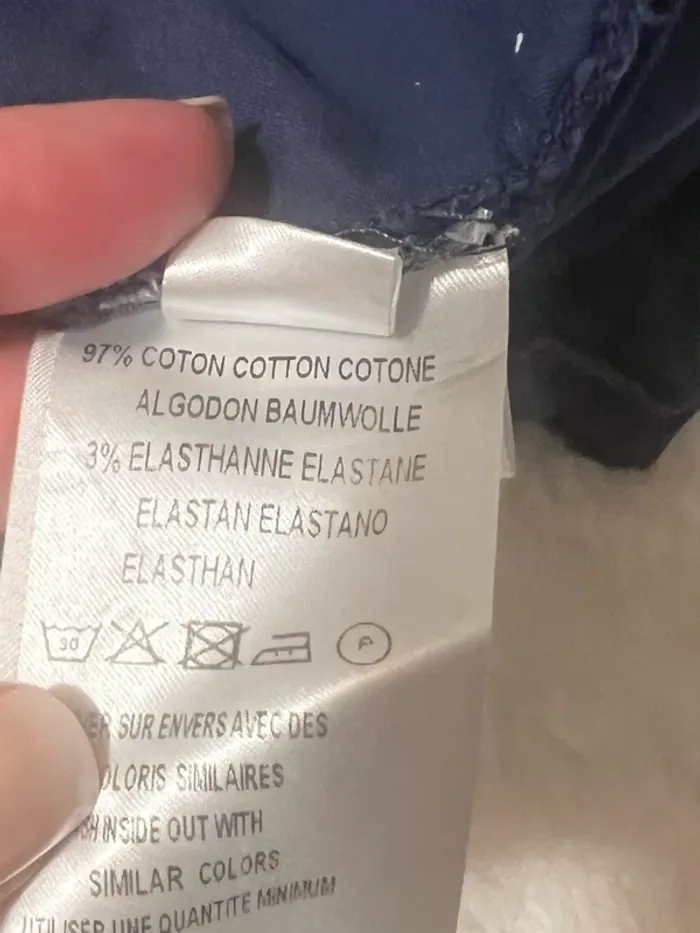 97% COTON COTTON COTONE
ALGODON BAUMWOLLE
3% ELASTHANNE ELASTANE
ELASTAN ELASTANO
ELASTHAN
30
P
SUR ENVERS AVEC DES
SIMILAIRES
INSIDE OUT WITH
SIMILAR COLORS
UTILISER UNE QUANTITE MINIMUM